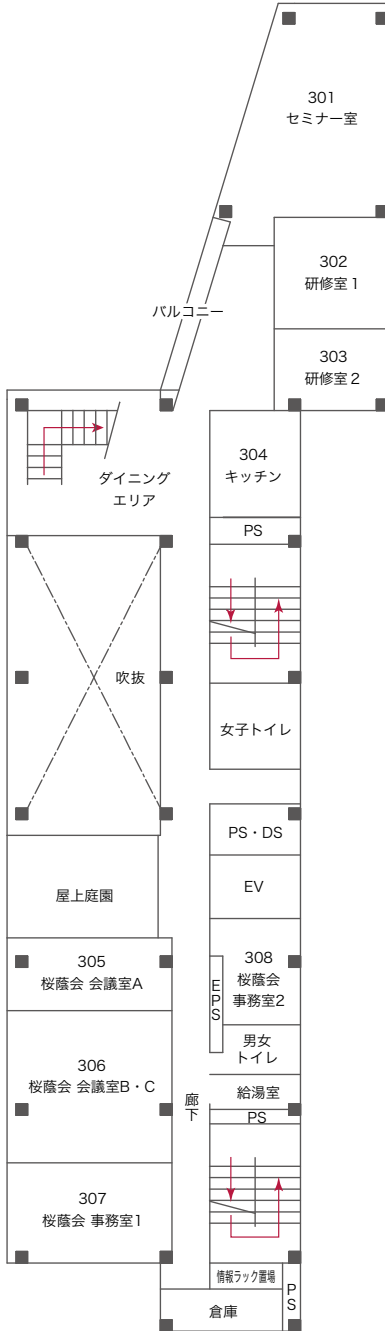 301
セミナー室
302
研修室1
バルコニー
303
研修室2
304
キッチン
ダイニング
エリア
PS
吹抜
女子トイレ
PS・DS
EV
屋上庭園
305
桜蔭会 会議室A
308
桜蔭会
事務室2
EPS
男女
トイレ
306
桜蔭会 会議室B・C
給湯室
廊下
PS
307
桜蔭会 事務室1
情報ラック置場
倉庫
PS